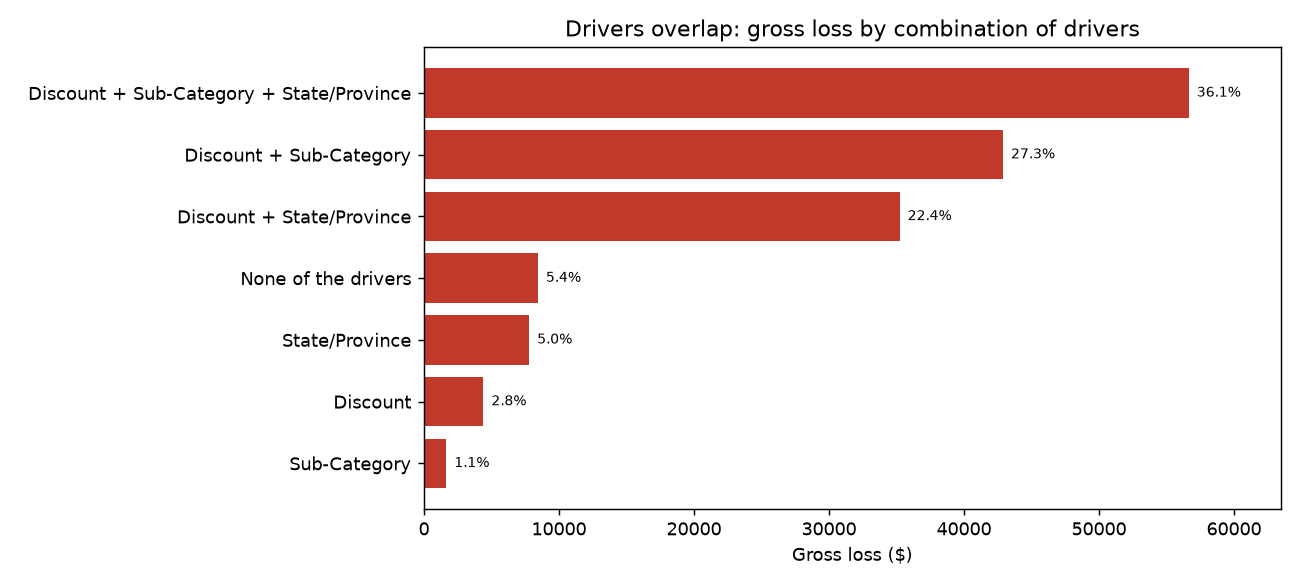 Drivers overlap: gross loss by combination of drivers
Discount + Sub-Category + State/Province
36.1%
Discount + Sub-Category
27.3%
Discount + State/Province
22.4%
None of the drivers
5.4%
State/Province
5.0%
Discount
2.8%
Sub-Category
1.1%
0 10000 20000 30000 40000 50000 60000
Gross loss ($)